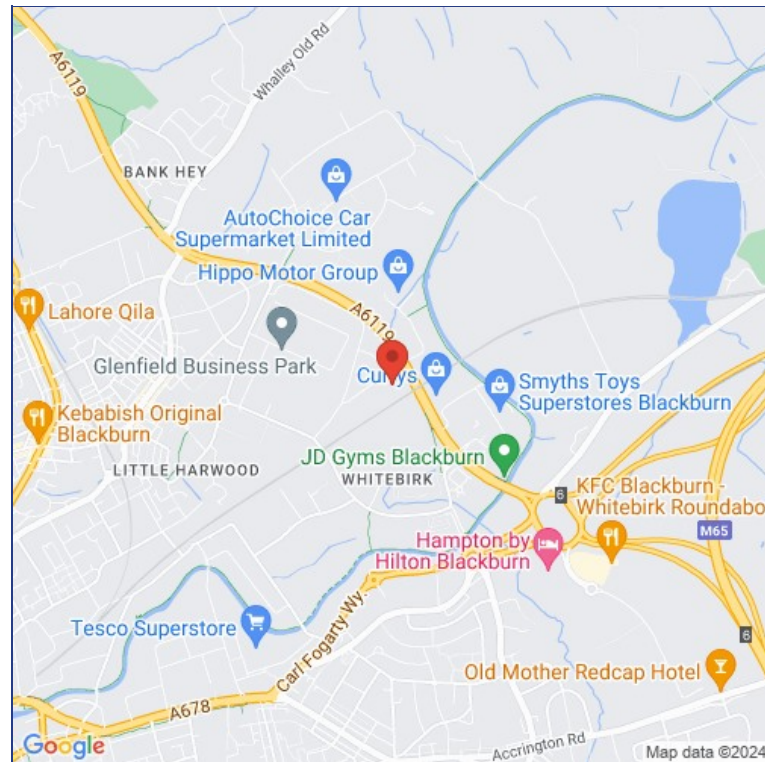 A6119
Whalley Old Rd
BANK HEY
AutoChoice Car
Supermarket Limited
Hippo Motor Group
Lahore Qila
A6119
Glenfield Business Park
Currys
Smyths Toys
Superstores Blackburn
Kebabish Original
Blackburn
LITTLE HARWOOD
JD Gyms Blackburn
WHITEBIRK
6
KFC Blackburn -
Whitebirk Roundabo
M65
Hampton by
Hilton Blackburn
Tesco Superstore
Carl Fogarty Wy.
6
Old Mother Redcap Hotel
A678
Google
Accrington Rd
Map data ©2024